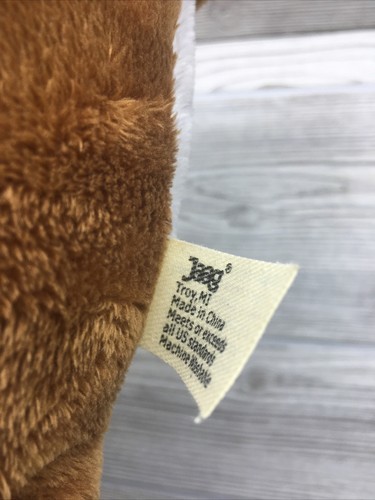 Jaag®
Troy, MI
Made in China
Meets or exceeds
all US standards
Machine Washable